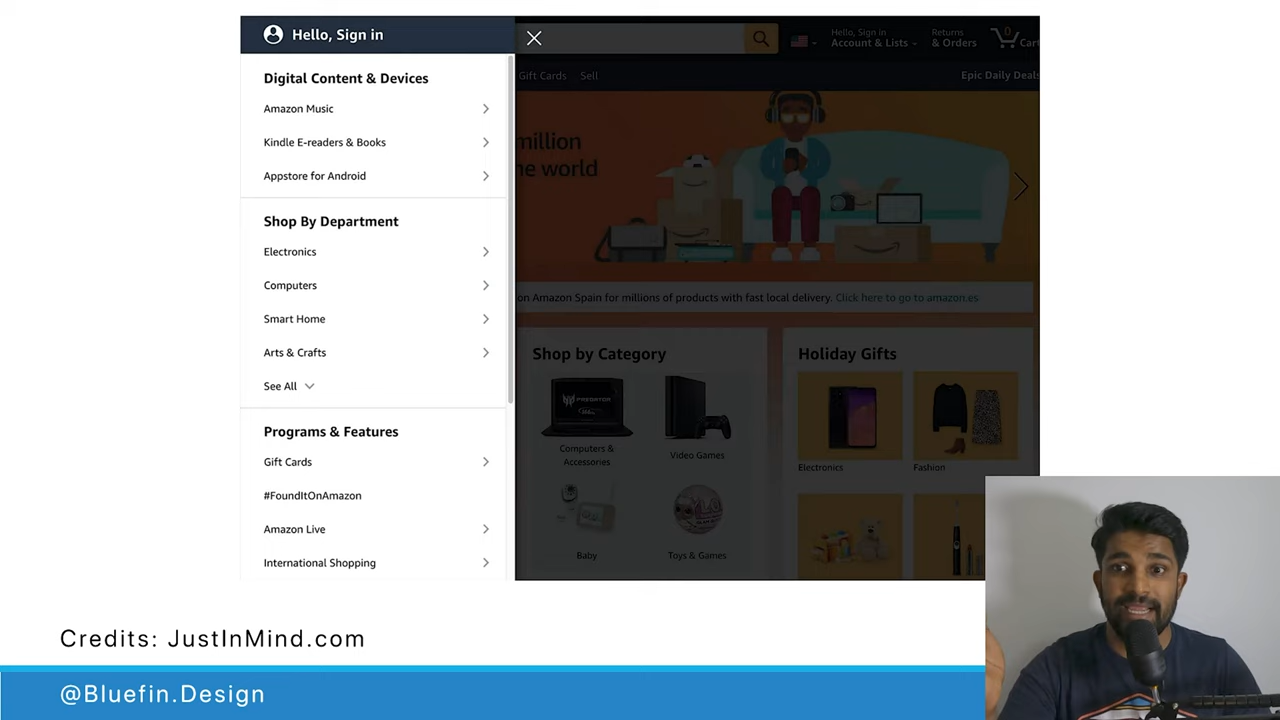 Hello, Sign in
Digital Content & Devices
Amazon Music
Kindle E-readers & Books
Appstore for Android
Shop By Department
Electronics
Computers
Smart Home
Arts & Crafts
See All
Programs & Features
Gift Cards
#FoundItOnAmazon
Amazon Live
International Shopping
Hello, Sign in
Account & Lists
Returns
& Orders
0
Cart
Gift Cards
Sell
Epic Daily Deals
million
the world
on Amazon Spain for millions of products with fast local delivery. Click here to go to amazon.es
Shop by Category
PREDATOR
Computers &
Accessories
Video Games
Baby
Toys & Games
Holiday Gifts
Electronics
Fashion
Credits: JustInMind.com
@Bluefin.Design